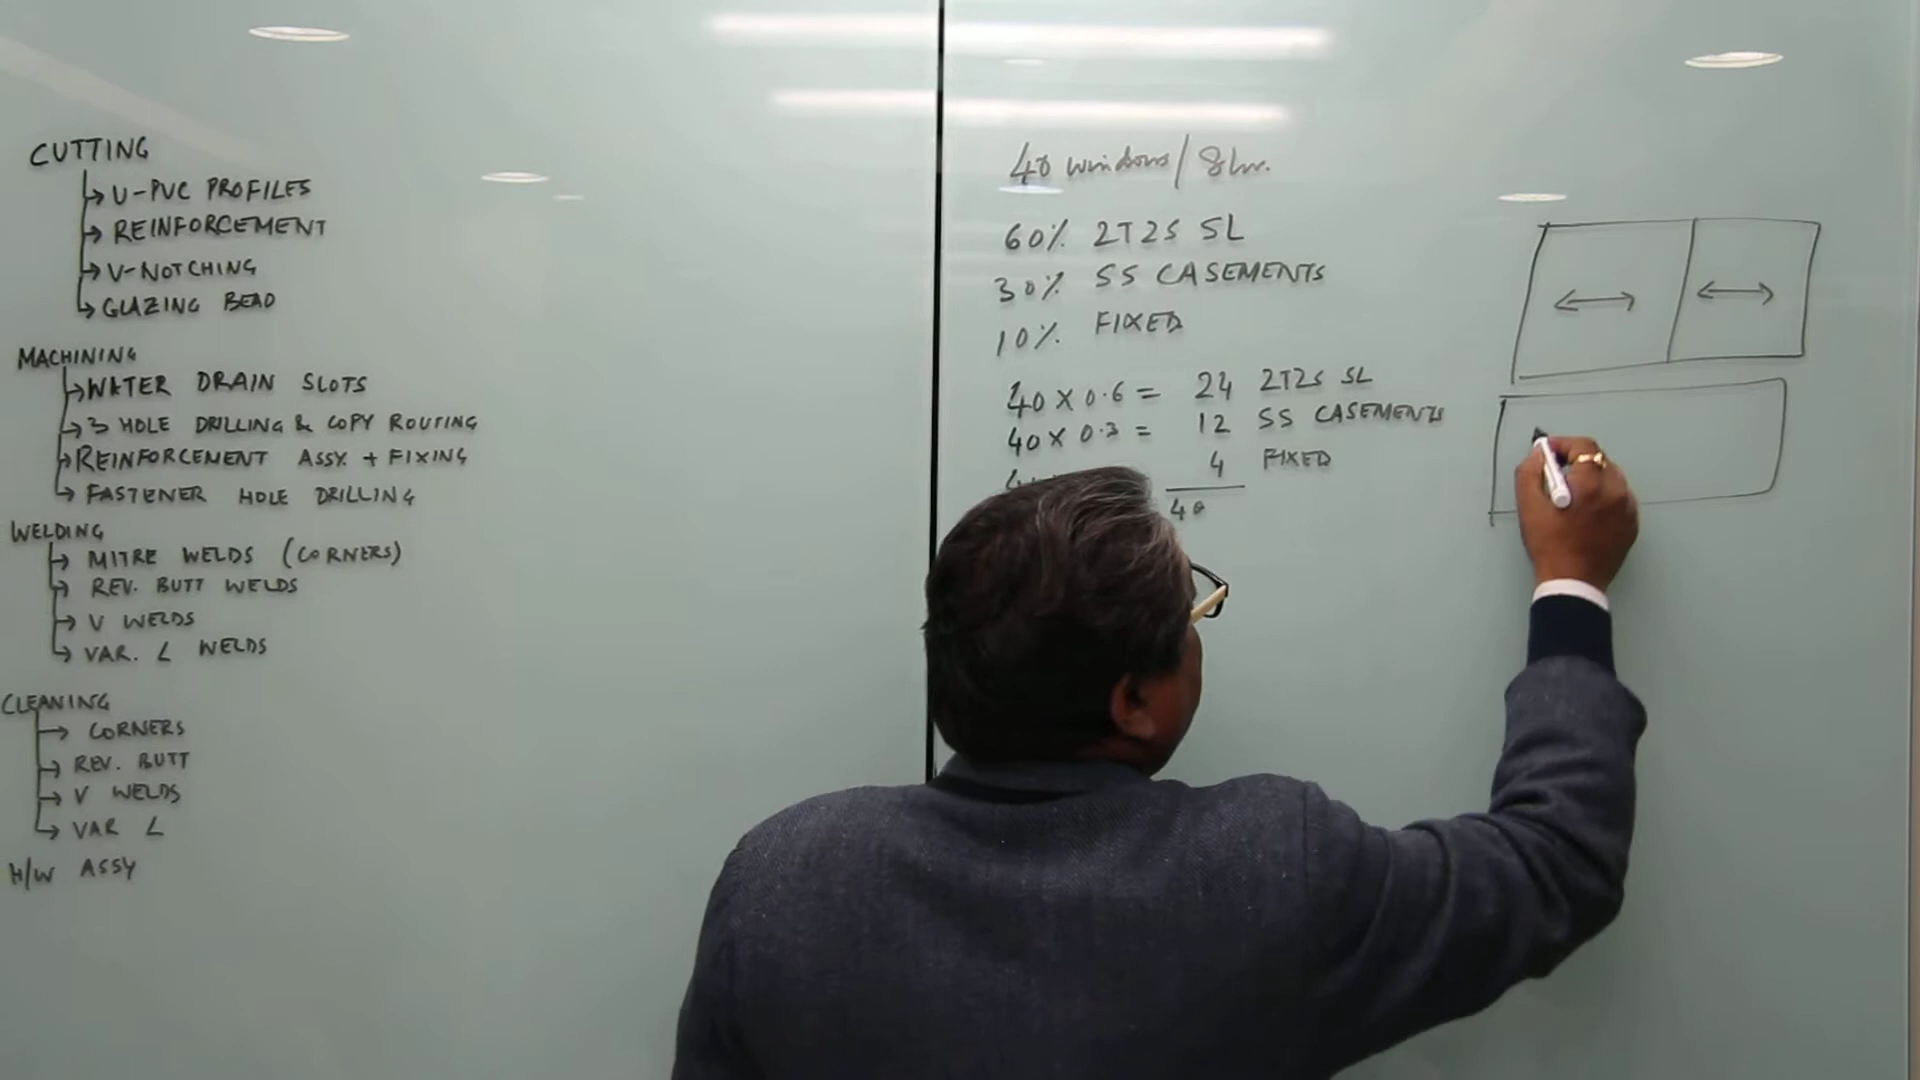 CUTTING
U-PVC PROFILES
REINFORCEMENT
V-NOTCHING
GLAZING BEAD
MACHINING
WATER DRAIN SLOTS
3 HOLE DRILLING & COPY ROUTING
REINFORCEMENT ASSY. + FIXING
FASTENER HOLE DRILLING
WELDING
MITRE WELDS (CORNERS)
REV. BUTT WELDS
V WELDS
VAR. ∠ WELDS
CLEANING
CORNERS
REV. BUTT
V WELDS
VAR ∠
H/W ASSY
40 windows/8hr.
60% 2T2S SL
30% SS CASEMENTS
10% FIXED
40 X 0.6 = 24 2T2S SL
40 X 0.3 = 12 SS CASEMENTS
4 FIXED
40